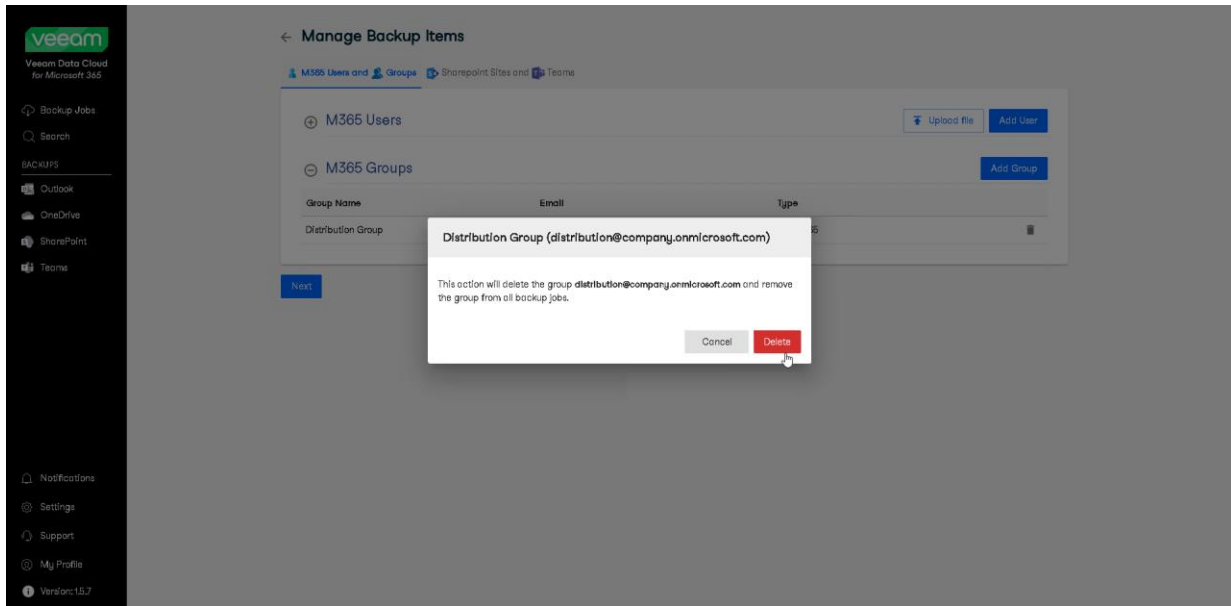 veeam
Veeam Data Cloud
for Microsoft 365
Backup Jobs
Search
BACKUPS
Outlook
OneDrive
SharePoint
Teams
Notifications
Settings
Support
My Profile
Version: 1.5.7
← Manage Backup Items
M365 Users and Groups Sharepoint Sites and Teams
M365 Users
Upload file Add User
M365 Groups
Add Group
Group Name Email Type
Distribution Group
Distribution Group (distribution@company.onmicrosoft.com)
This action will delete the group distribution@company.onmicrosoft.com and remove
the group from all backup jobs.
Cancel Delete
Next